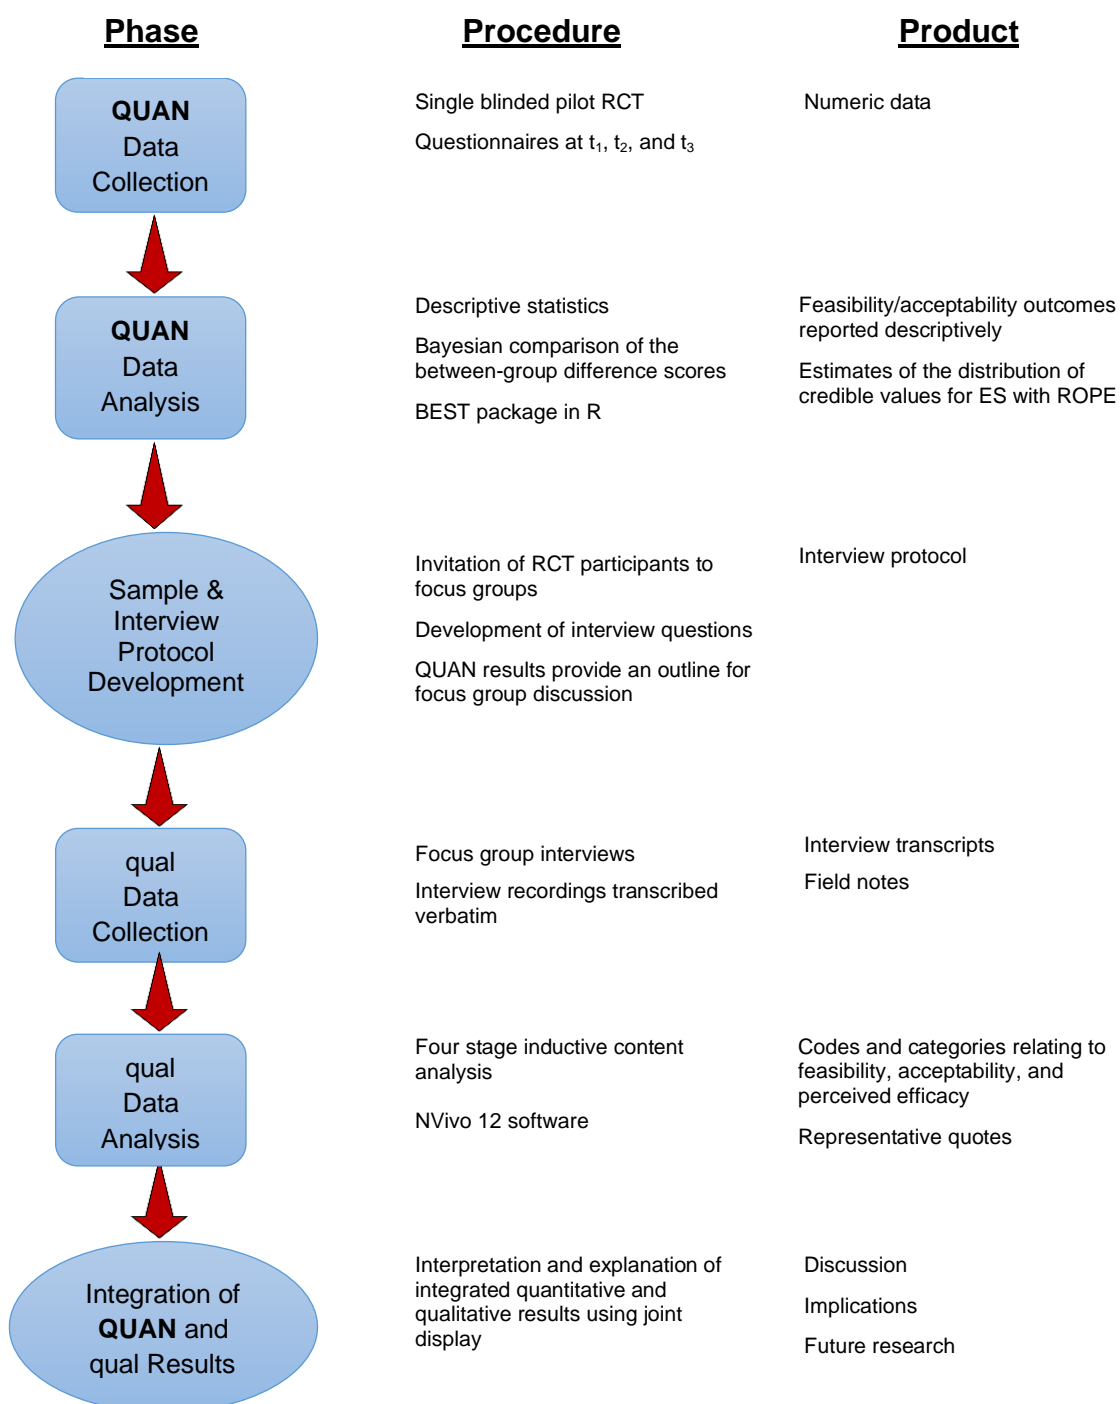 Phase Procedure Product
QUAN
Data
Collection
Single blinded pilot RCT
Questionnaires at t₁, t₂, and t₃
Numeric data
QUAN
Data
Analysis
Descriptive statistics
Bayesian comparison of the
between-group difference scores
BEST package in R
Feasibility/acceptability outcomes
reported descriptively
Estimates of the distribution of
credible values for ES with ROPE
Sample &
Interview
Protocol
Development
Invitation of RCT participants to
focus groups
Development of interview questions
QUAN results provide an outline for
focus group discussion
Interview protocol
qual
Data
Collection
Focus group interviews
Interview recordings transcribed
verbatim
Interview transcripts
Field notes
qual
Data
Analysis
Four stage inductive content
analysis
NVivo 12 software
Codes and categories relating to
feasibility, acceptability, and
perceived efficacy
Representative quotes
Integration of
QUAN and
qual Results
Interpretation and explanation of
integrated quantitative and
qualitative results using joint
display
Discussion
Implications
Future research